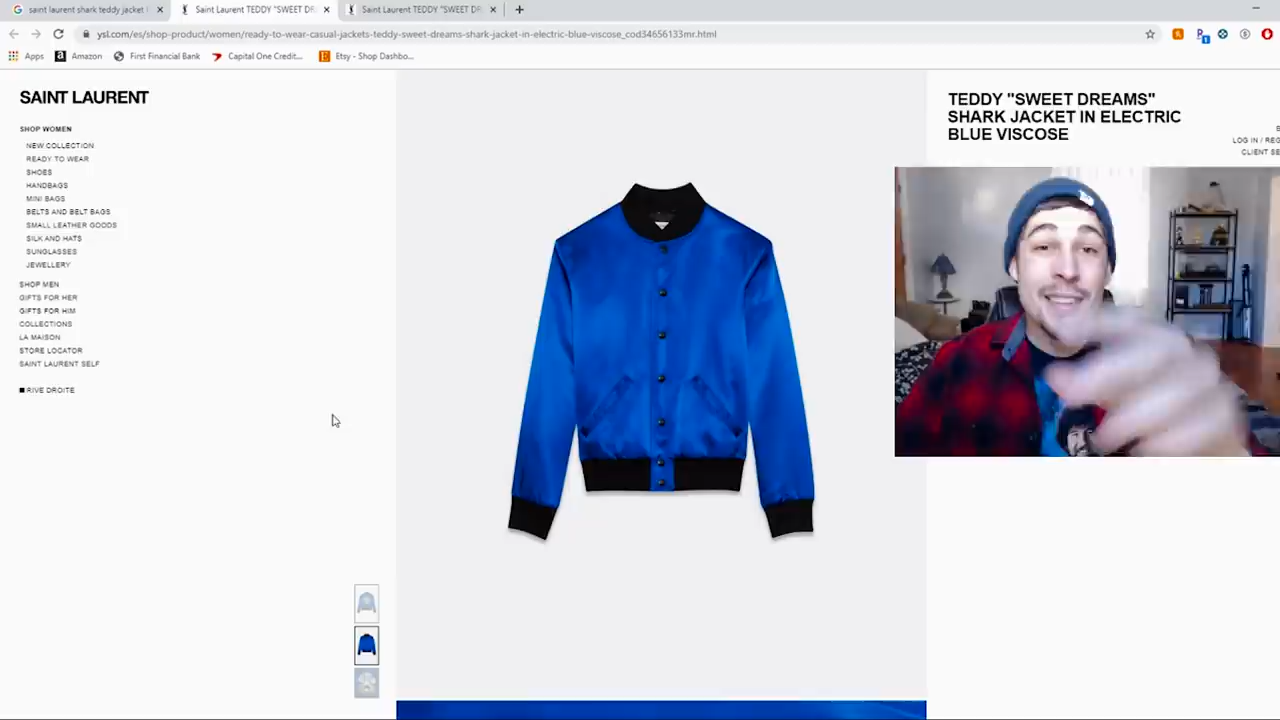 saint laurent shark teddy jacket
Saint Laurent TEDDY "SWEET DR
Saint Laurent TEDDY "SWEET DR
ysl.com/es/shop-product/women/ready-to-wear-casual-jackets-teddy-sweet-dreams-shark-jacket-in-electric-blue-viscose_cod34656133mr.html
Apps
Amazon
First Financial Bank
Capital One Credit...
Etsy - Shop Dashbo...
SAINT LAURENT
SHOP WOMEN
NEW COLLECTION
READY TO WEAR
SHOES
HANDBAGS
MINI BAGS
BELTS AND BELT BAGS
SMALL LEATHER GOODS
SILK AND HATS
SUNGLASSES
JEWELLERY
SHOP MEN
GIFTS FOR HER
GIFTS FOR HIM
COLLECTIONS
LA MAISON
STORE LOCATOR
SAINT LAURENT SELF
RIVE DROITE
TEDDY "SWEET DREAMS"
SHARK JACKET IN ELECTRIC
BLUE VISCOSE
LOG IN / REG
CLIENT SE